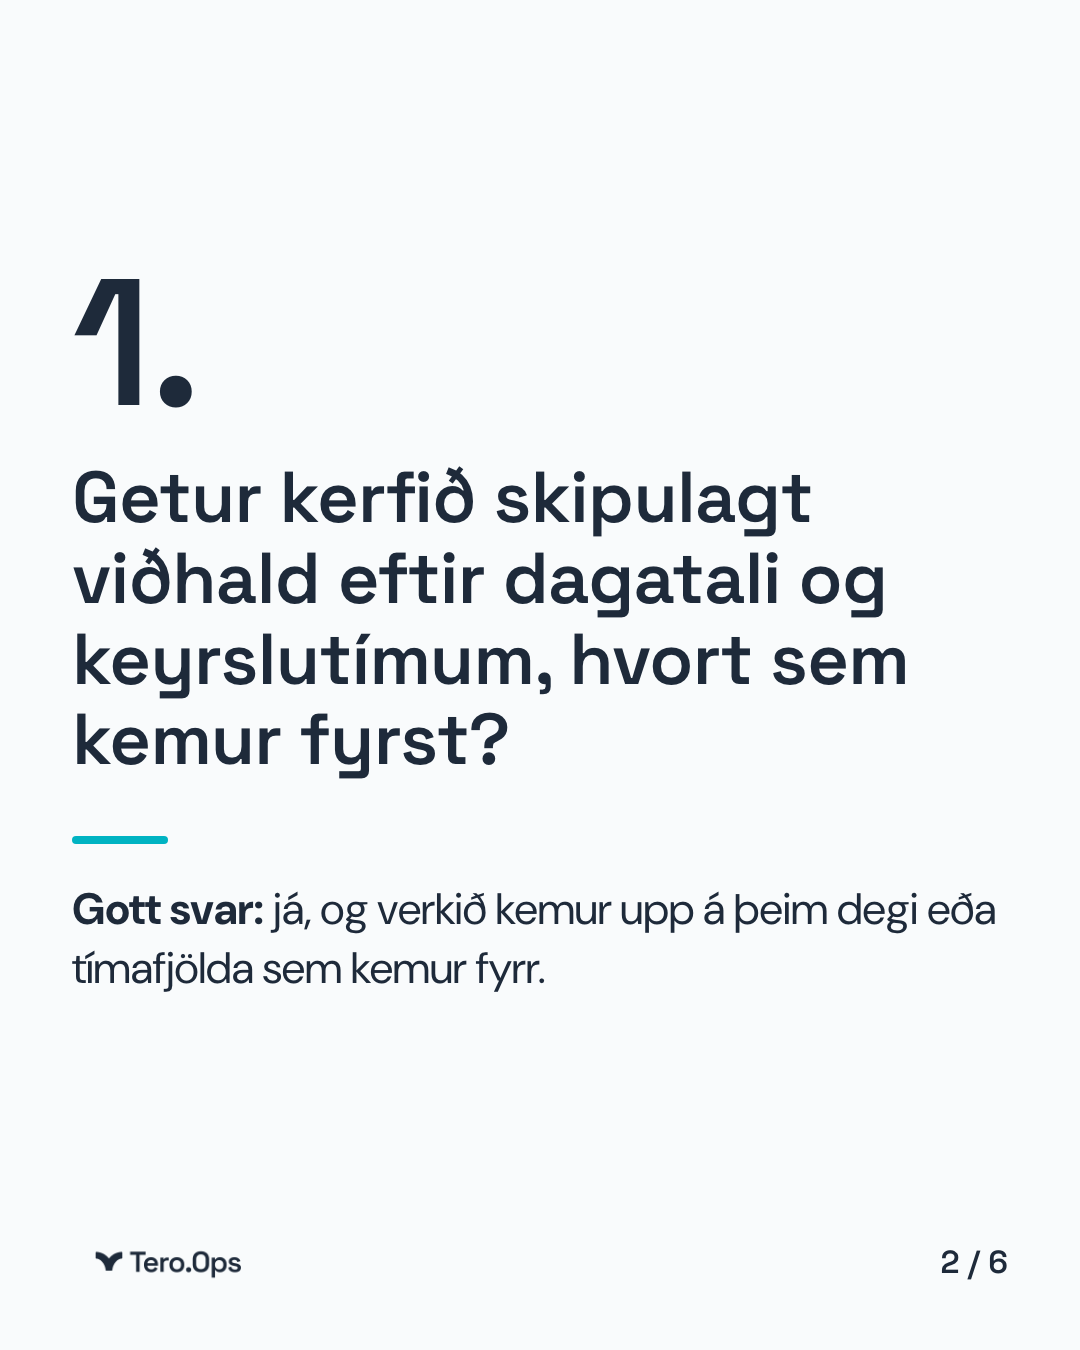 1.
Getur kerfið skipulagt
viðhald eftir dagatali og
keyrslutímum, hvort sem
kemur fyrst?
Gott svar: já, og verkið kemur upp á þeim degi eða
tímafjölda sem kemur fyrr.
Tero.Ops
2 / 6